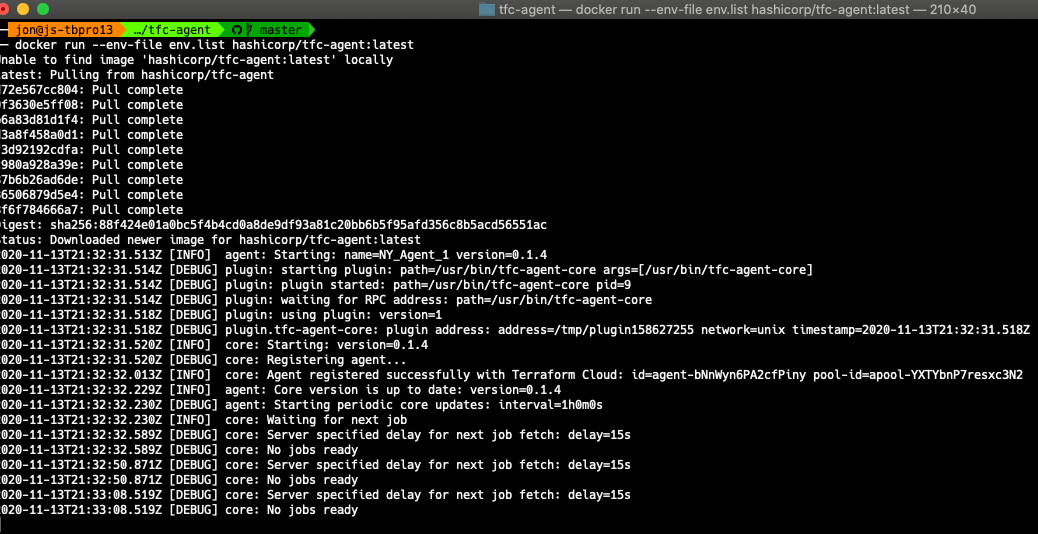 tfc-agent — docker run --env-file env.list hashicorp/tfc-agent:latest — 210×40
jon@js-tbpro13 …/tfc-agent master
docker run --env-file env.list hashicorp/tfc-agent:latest
nable to find image 'hashicorp/tfc-agent:latest' locally
atest: Pulling from hashicorp/tfc-agent
72e567cc804: Pull complete
f3630e5ff08: Pull complete
6a83d81d1f4: Pull complete
3a8f458a0d1: Pull complete
3d92192cdfa: Pull complete
980a928a39e: Pull complete
7b6b26ad6de: Pull complete
6506879d5e4: Pull complete
f6f784666a7: Pull complete
igest: sha256:88f424e01a0bc5f4b4cd0a8de9df93a81c20bb6b5f95afd356c8b5acd56551ac
tatus: Downloaded newer image for hashicorp/tfc-agent:latest
2020-11-13T21:32:31.513Z [INFO]  agent: Starting: name=NY_Agent_1 version=0.1.4
2020-11-13T21:32:31.514Z [DEBUG] plugin: starting plugin: path=/usr/bin/tfc-agent-core args=[/usr/bin/tfc-agent-core]
2020-11-13T21:32:31.514Z [DEBUG] plugin: plugin started: path=/usr/bin/tfc-agent-core pid=9
2020-11-13T21:32:31.514Z [DEBUG] plugin: waiting for RPC address: path=/usr/bin/tfc-agent-core
2020-11-13T21:32:31.518Z [DEBUG] plugin: using plugin: version=1
2020-11-13T21:32:31.518Z [DEBUG] plugin.tfc-agent-core: plugin address: address=/tmp/plugin158627255 network=unix timestamp=2020-11-13T21:32:31.518Z
2020-11-13T21:32:31.520Z [INFO]  core: Starting: version=0.1.4
2020-11-13T21:32:31.520Z [DEBUG] core: Registering agent...
2020-11-13T21:32:32.013Z [INFO]  core: Agent registered successfully with Terraform Cloud: id=agent-bNnWyn6PA2cfPiny pool-id=apool-YXTYbnP7resxc3N2
2020-11-13T21:32:32.229Z [INFO]  agent: Core version is up to date: version=0.1.4
2020-11-13T21:32:32.230Z [DEBUG] agent: Starting periodic core updates: interval=1h0m0s
2020-11-13T21:32:32.230Z [INFO]  core: Waiting for next job
2020-11-13T21:32:32.589Z [DEBUG] core: Server specified delay for next job fetch: delay=15s
2020-11-13T21:32:32.589Z [DEBUG] core: No jobs ready
2020-11-13T21:32:50.871Z [DEBUG] core: Server specified delay for next job fetch: delay=15s
2020-11-13T21:32:50.871Z [DEBUG] core: No jobs ready
2020-11-13T21:33:08.519Z [DEBUG] core: Server specified delay for next job fetch: delay=15s
2020-11-13T21:33:08.519Z [DEBUG] core: No jobs ready